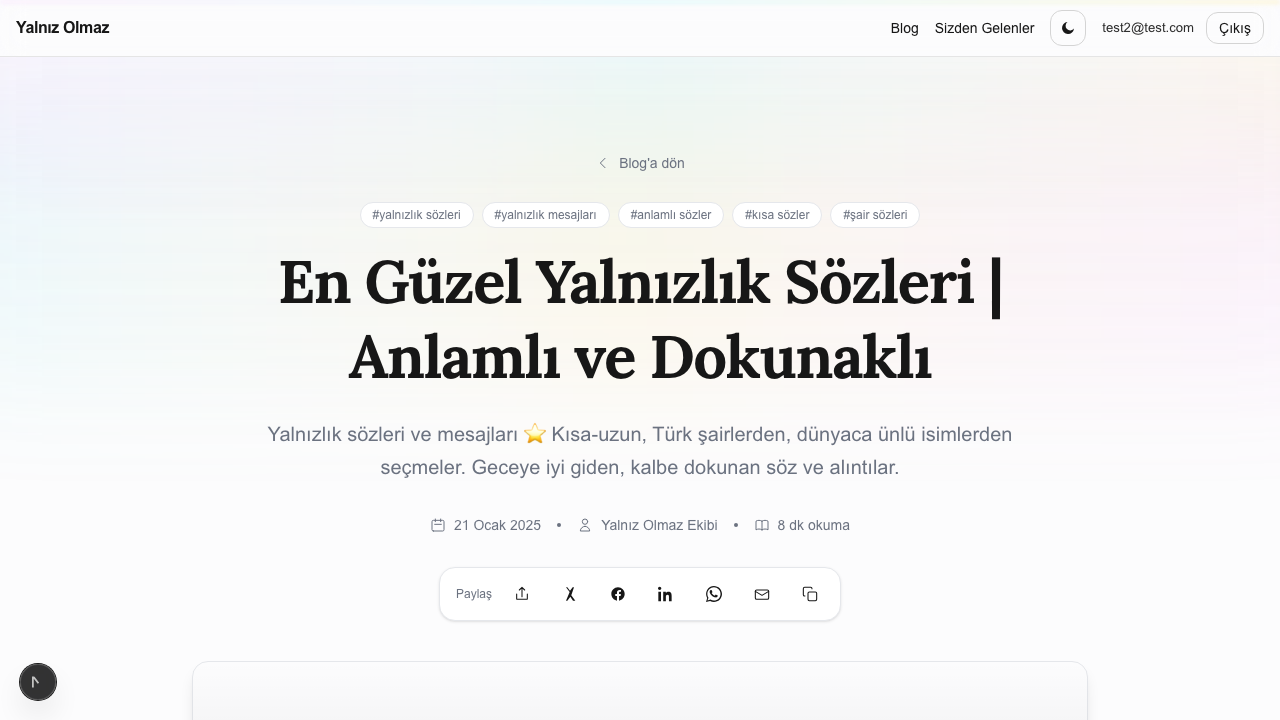 Yalnız Olmaz
Blog
Sizden Gelenler
test2@test.com
Çıkış
Blog'a dön
#yalnızlık sözleri
#yalnızlık mesajları
#anlamlı sözler
#kısa sözler
#şair sözleri
En Güzel Yalnızlık Sözleri |
Anlamlı ve Dokunaklı
Yalnızlık sözleri ve mesajları ⭐ Kısa-uzun, Türk şairlerden, dünyaca ünlü isimlerden
seçmeler. Geceye iyi giden, kalbe dokunan söz ve alıntılar.
21 Ocak 2025 • Yalnız Olmaz Ekibi • 8 dk okuma
Paylaş